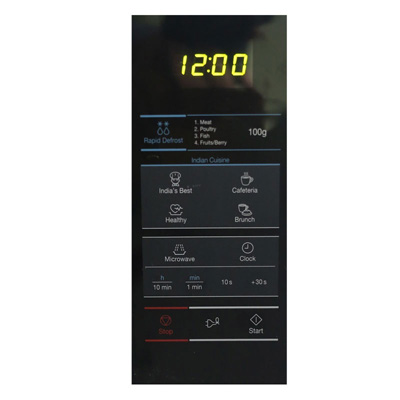 12:00
1. Meat
2. Poultry
3. Fish
4. Fruits/Berry
100g
Rapid Defrost
Indian Cuisine
India's Best Cafeteria
Healthy Brunch
Microwave Clock
h min
10 min 1 min 10 s +30 s
Stop Start